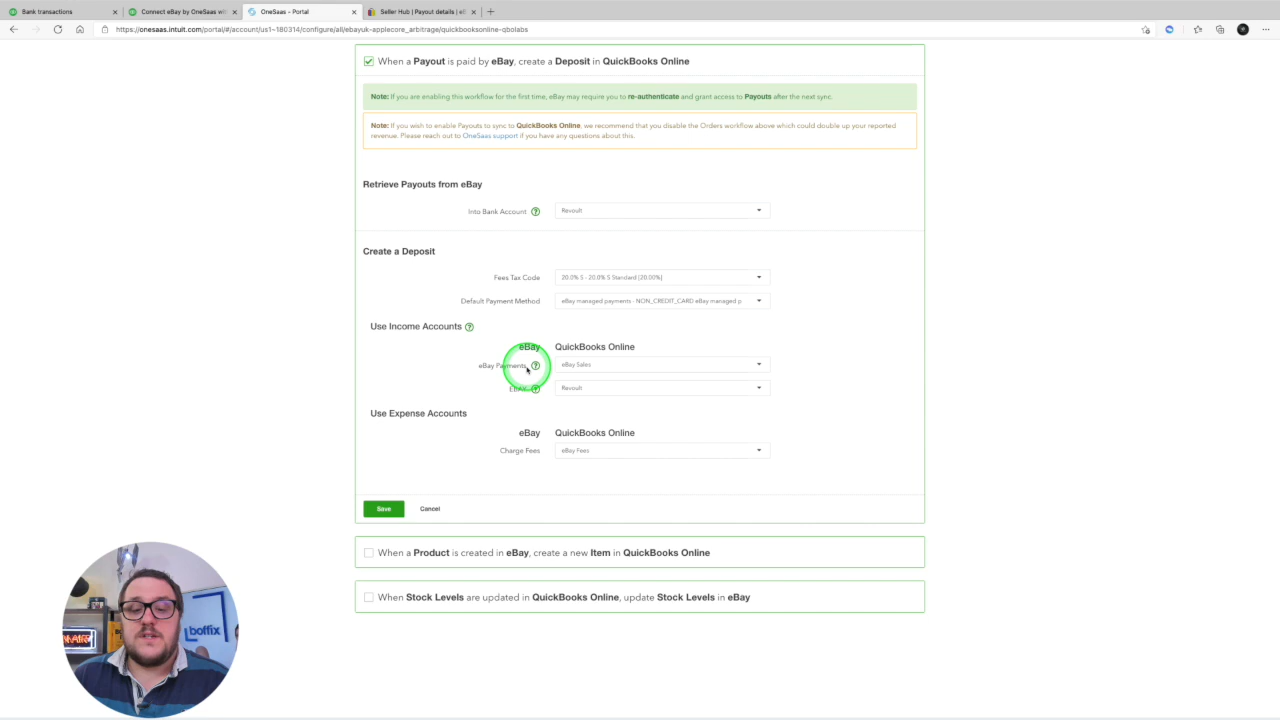 Bank transactions
Connect eBay by OneSaas with
OneSaas - Portal
Seller Hub | Payout details | eB
https://onesaas.intuit.com/portal/#/account/us1~180314/configure/all/ebayuk-applecore_arbitrage/quickbooksonline-qbolabs
When a Payout is paid by eBay, create a Deposit in QuickBooks Online
Note: If you are enabling this workflow for the first time, eBay may require you to re-authenticate and grant access to Payouts after the next sync.
Note: If you wish to enable Payouts to sync to QuickBooks Online, we recommend that you disable the Orders workflow above which could double up your reported
revenue. Please reach out to OneSaas support if you have any questions about this.
Retrieve Payouts from eBay
Into Bank Account ? Revoult
Create a Deposit
Fees Tax Code 20.0% S - 20.0% S Standard [20.00%]
Default Payment Method eBay managed payments - NON_CREDIT_CARD eBay managed p
Use Income Accounts ?
eBay QuickBooks Online
eBay Payments ? eBay Sales
EBAY Revoult
Use Expense Accounts
eBay QuickBooks Online
Charge Fees eBay Fees
Save Cancel
When a Product is created in eBay, create a new Item in QuickBooks Online
When Stock Levels are updated in QuickBooks Online, update Stock Levels in eBay
boffix